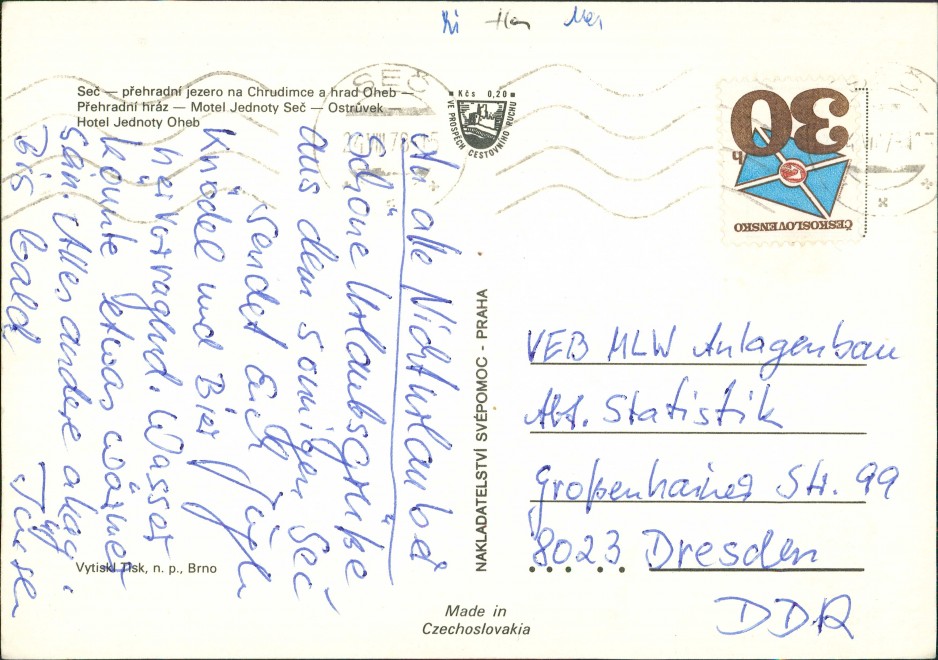 Seč — přehradní jezero na Chrudimce a hrad Oheb —
Přehradní hráz — Motel Jednoty Seč — Ostrůvek —
Hotel Jednoty Oheb
SEČ
Kčs 0,20
VE PROSPĚCH CESTOVNÍHO RUCHU
30
h
ČESKOSLOVENSKO
An alle Nichturlauber
schöne Urlaubsgrüße
aus dem sonnigen Seč
sendet Euch
Knödel und Bier
hervorragend. Wasser
könnte etwas wärmer
sein. Alles andere okay.
Bis bald
NAKLADATELSTVÍ SVÉPOMOC - PRAHA
VEB MLW Anlagenbau
Abt. Statistik
Großenhainer Str. 99
8023 Dresden
DDR
Vytiskl Tisk, n. p., Brno
Made in
Czechoslovakia